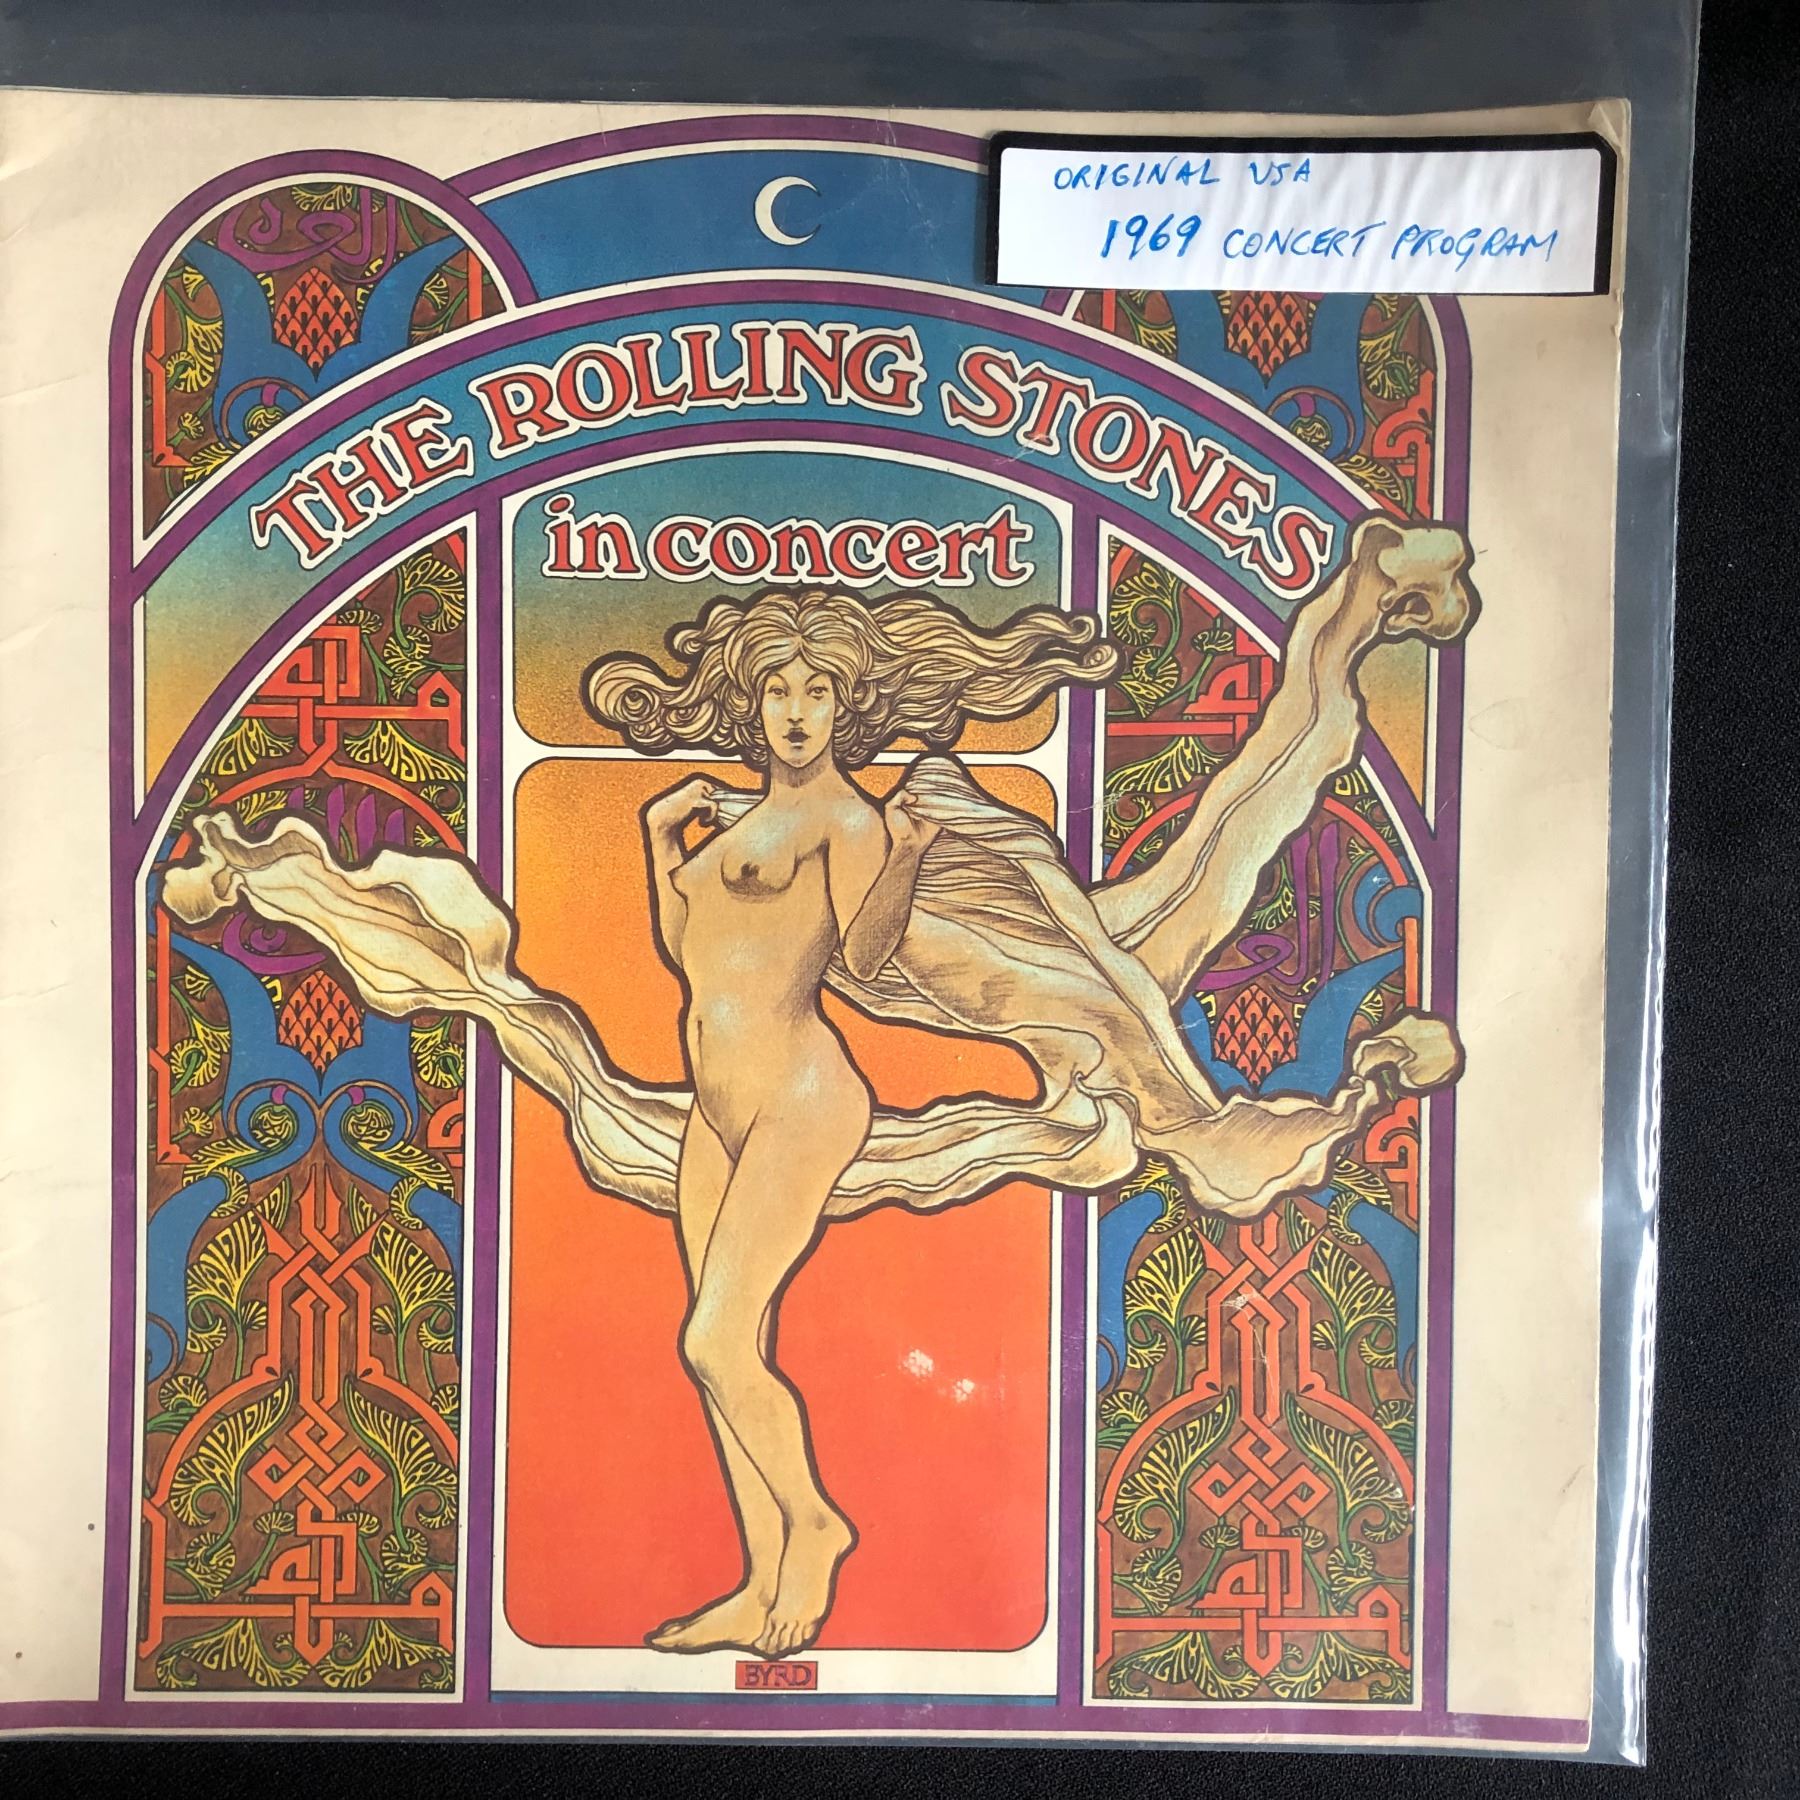 ORIGINAL USA
1969 CONCERT PROGRAM
THE ROLLING STONES
in concert
BYRD